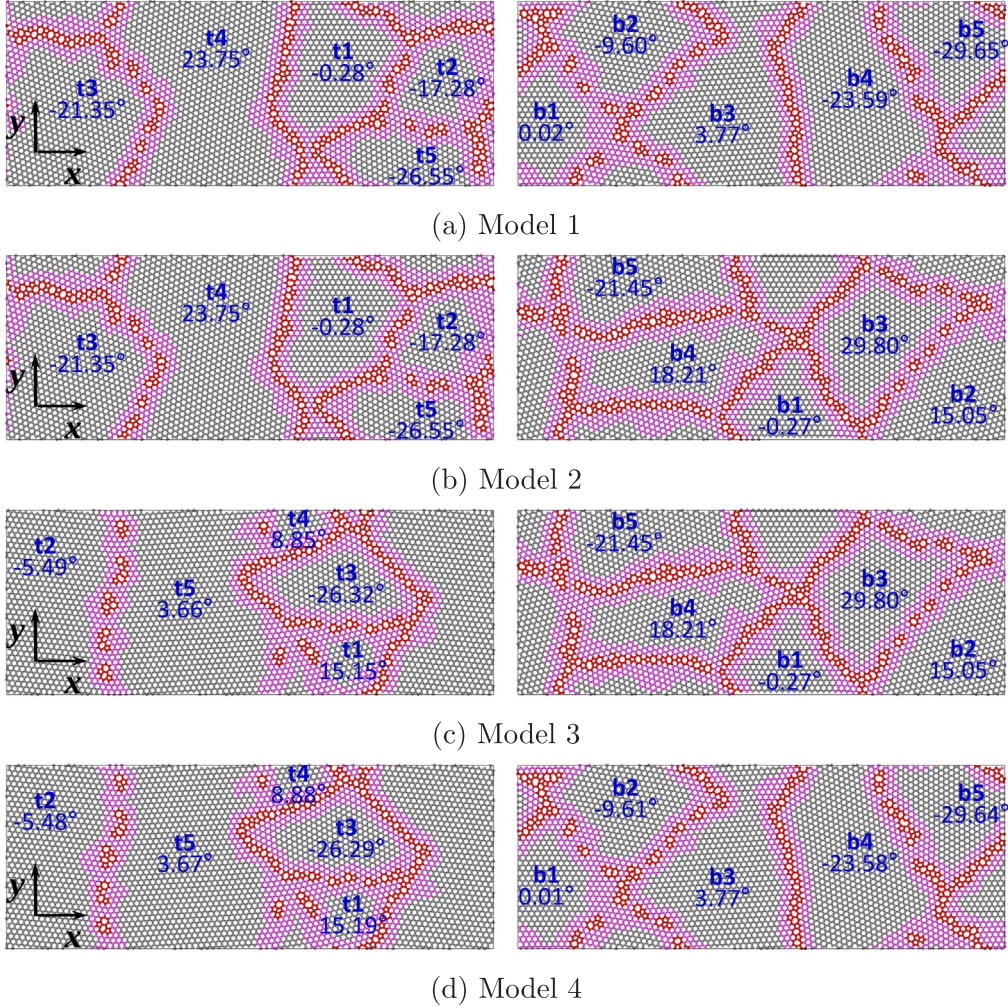 t4
23.75°
t1
-0.28°
t2
-17.28°
t3
-21.35°
t5
-26.55°
y
x
b2
-9.60°
b5
-29.65°
b4
-23.59°
b1
0.02°
b3
3.77°
(a) Model 1
t4
23.75°
t1
-0.28°
t2
-17.28°
t3
-21.35°
t5
-26.55°
y
x
b5
-21.45°
b3
29.80°
b4
18.21°
b1
-0.27°
b2
15.05°
(b) Model 2
t4
8.85°
t2
-5.49°
t3
-26.32°
t5
3.66°
t1
15.15°
y
x
b5
-21.45°
b3
29.80°
b4
18.21°
b1
-0.27°
b2
15.05°
(c) Model 3
t4
8.88°
t2
-5.48°
t3
-26.29°
t5
3.67°
t1
15.19°
y
x
b2
-9.61°
b5
-29.64°
b4
-23.58°
b1
0.01°
b3
3.77°
(d) Model 4